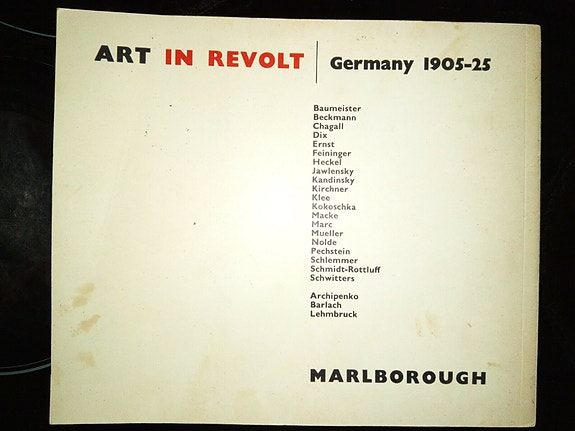 ART IN REVOLT | Germany 1905-25
Baumeister
Beckmann
Chagall
Dix
Ernst
Feininger
Heckel
Jawlensky
Kandinsky
Kirchner
Klee
Kokoschka
Macke
Marc
Mueller
Nolde
Pechstein
Schlemmer
Schmidt-Rottluff
Schwitters
Archipenko
Barlach
Lehmbruck
MARLBOROUGH